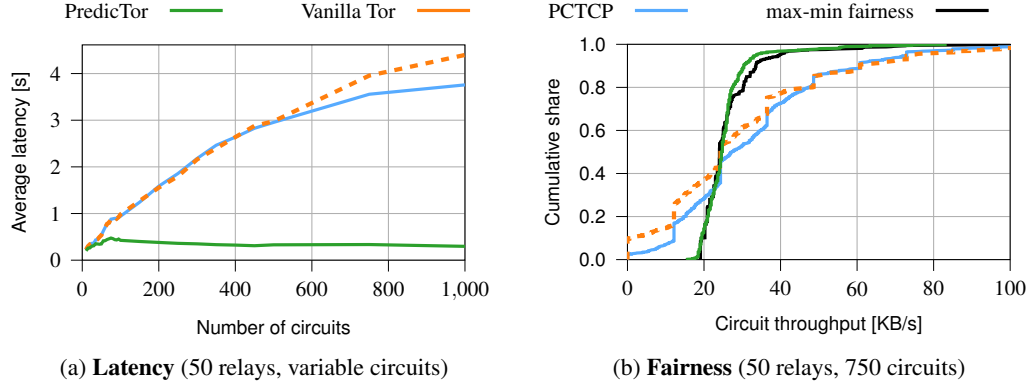 PredicTor Vanilla Tor PCTCP max-min fairness
Average latency [s]
4
3
2
1
0
0 200 400 600 800 1,000
Number of circuits
(a) Latency (50 relays, variable circuits)
Cumulative share
1.0
0.8
0.6
0.4
0.2
0.0
0 20 40 60 80 100
Circuit throughput [KB/s]
(b) Fairness (50 relays, 750 circuits)